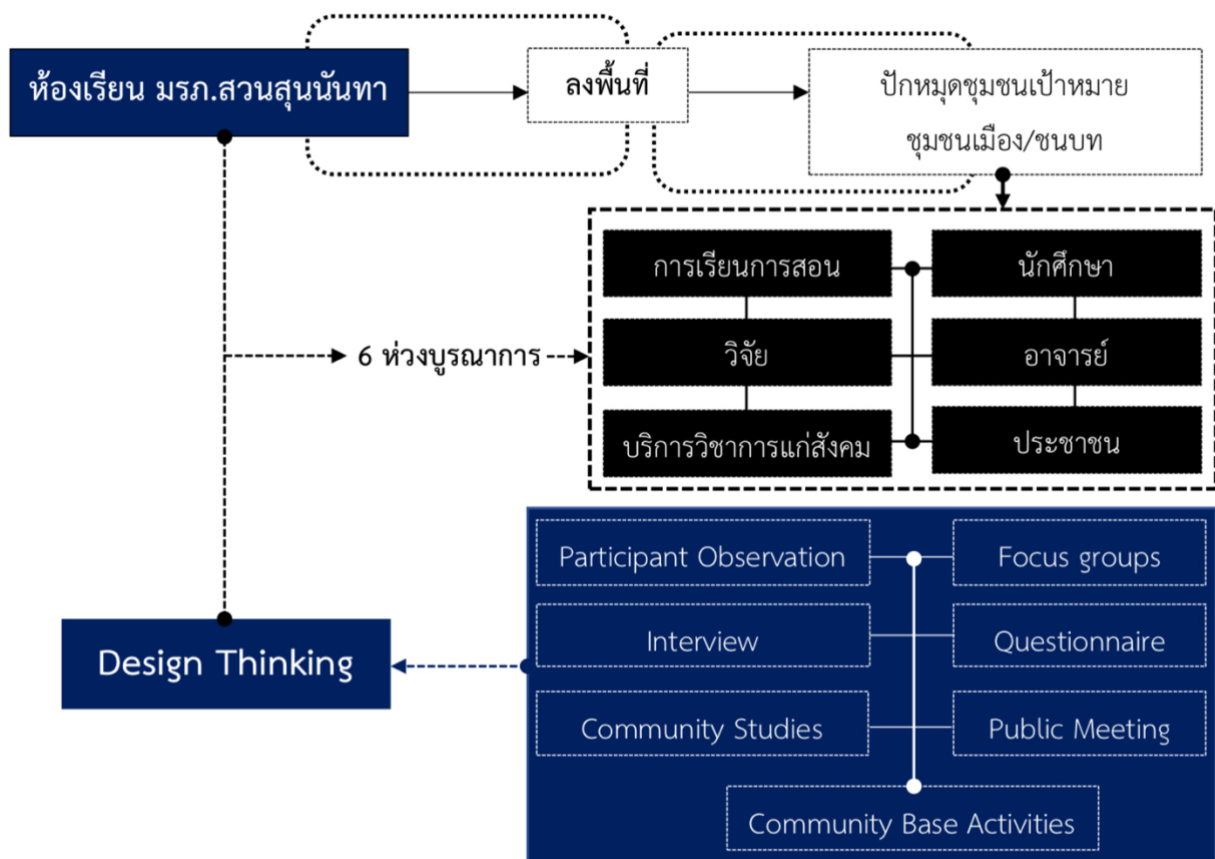 ห้องเรียน มรภ.สวนสุนันทา
ลงพื้นที่
ปักหมุดชุมชนเป้าหมาย
ชุมชนเมือง/ชนบท
การเรียนการสอน
นักศึกษา
6 ห่วงบูรณาการ
วิจัย
อาจารย์
บริการวิชาการแก่สังคม
ประชาชน
Participant Observation
Focus groups
Interview
Questionnaire
Design Thinking
Community Studies
Public Meeting
Community Base Activities